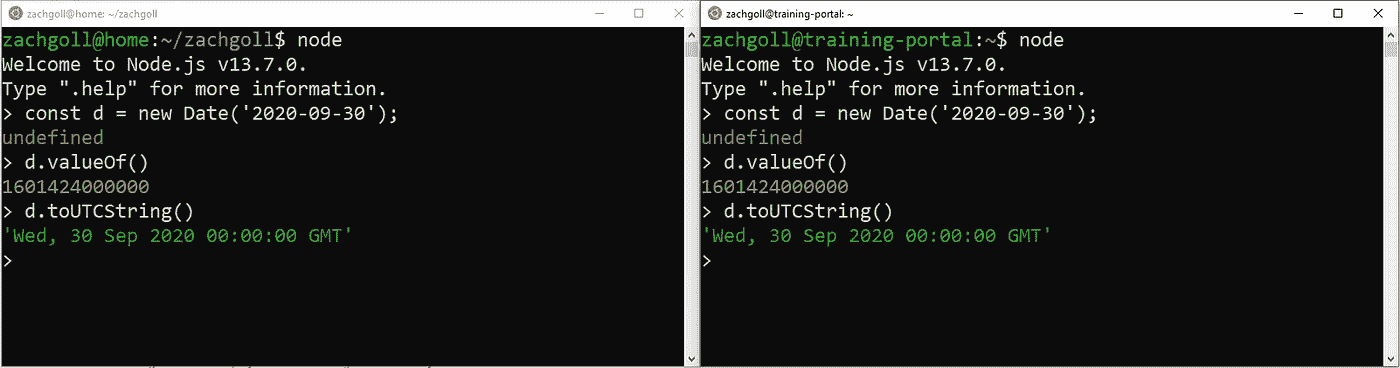 zachgoll@home: ~/zachgoll
zachgoll@home:~/zachgoll$ node
Welcome to Node.js v13.7.0.
Type ".help" for more information.
> const d = new Date('2020-09-30');
undefined
> d.valueOf()
1601424000000
> d.toUTCString()
'Wed, 30 Sep 2020 00:00:00 GMT'
>
zachgoll@training-portal: ~
zachgoll@training-portal:~$ node
Welcome to Node.js v13.7.0.
Type ".help" for more information.
> const d = new Date('2020-09-30');
undefined
> d.valueOf()
1601424000000
> d.toUTCString()
'Wed, 30 Sep 2020 00:00:00 GMT'
>